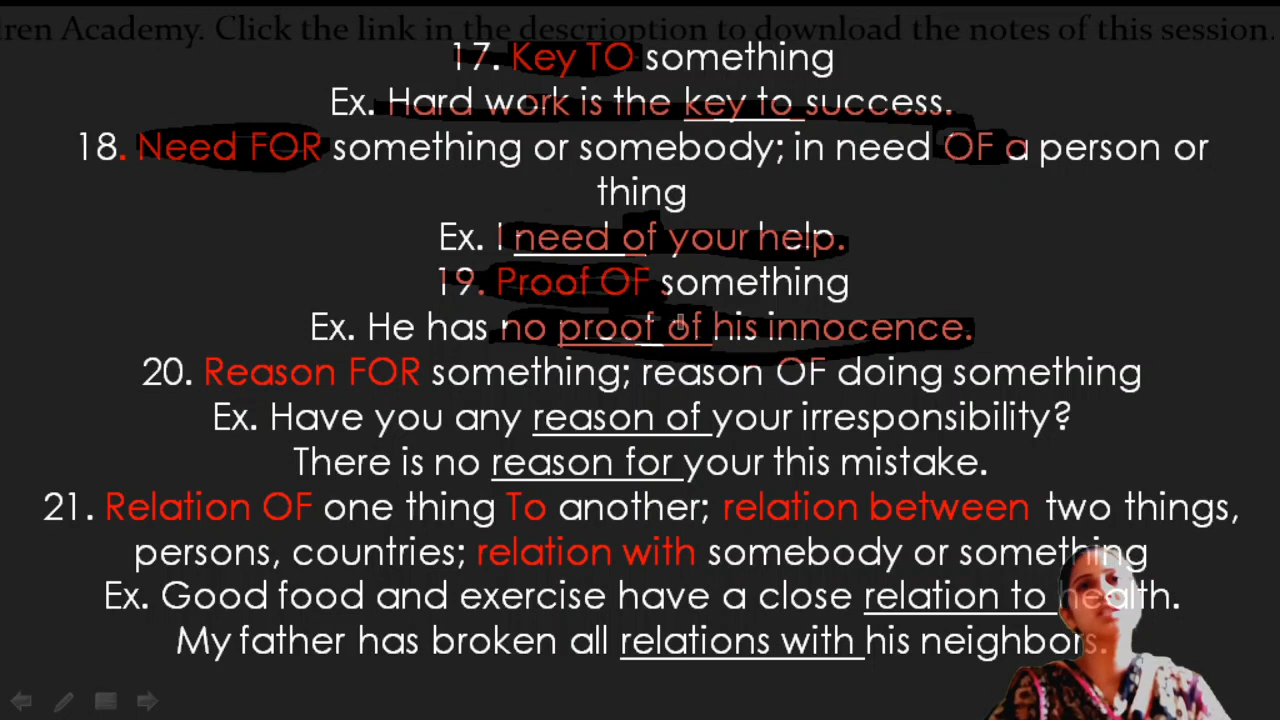 ren Academy. Click the link in the descrioption to download the notes of this session.
17. Key TO something
Ex. Hard work is the key to success.
18. Need FOR something or somebody; in need OF a person or
thing
Ex. I need of your help.
19. Proof OF something
Ex. He has no proof of his innocence.
20. Reason FOR something; reason OF doing something
Ex. Have you any reason of your irresponsibility?
There is no reason for your this mistake.
21. Relation OF one thing To another; relation between two things,
persons, countries; relation with somebody or something
Ex. Good food and exercise have a close relation to health.
My father has broken all relations with his neighbors.